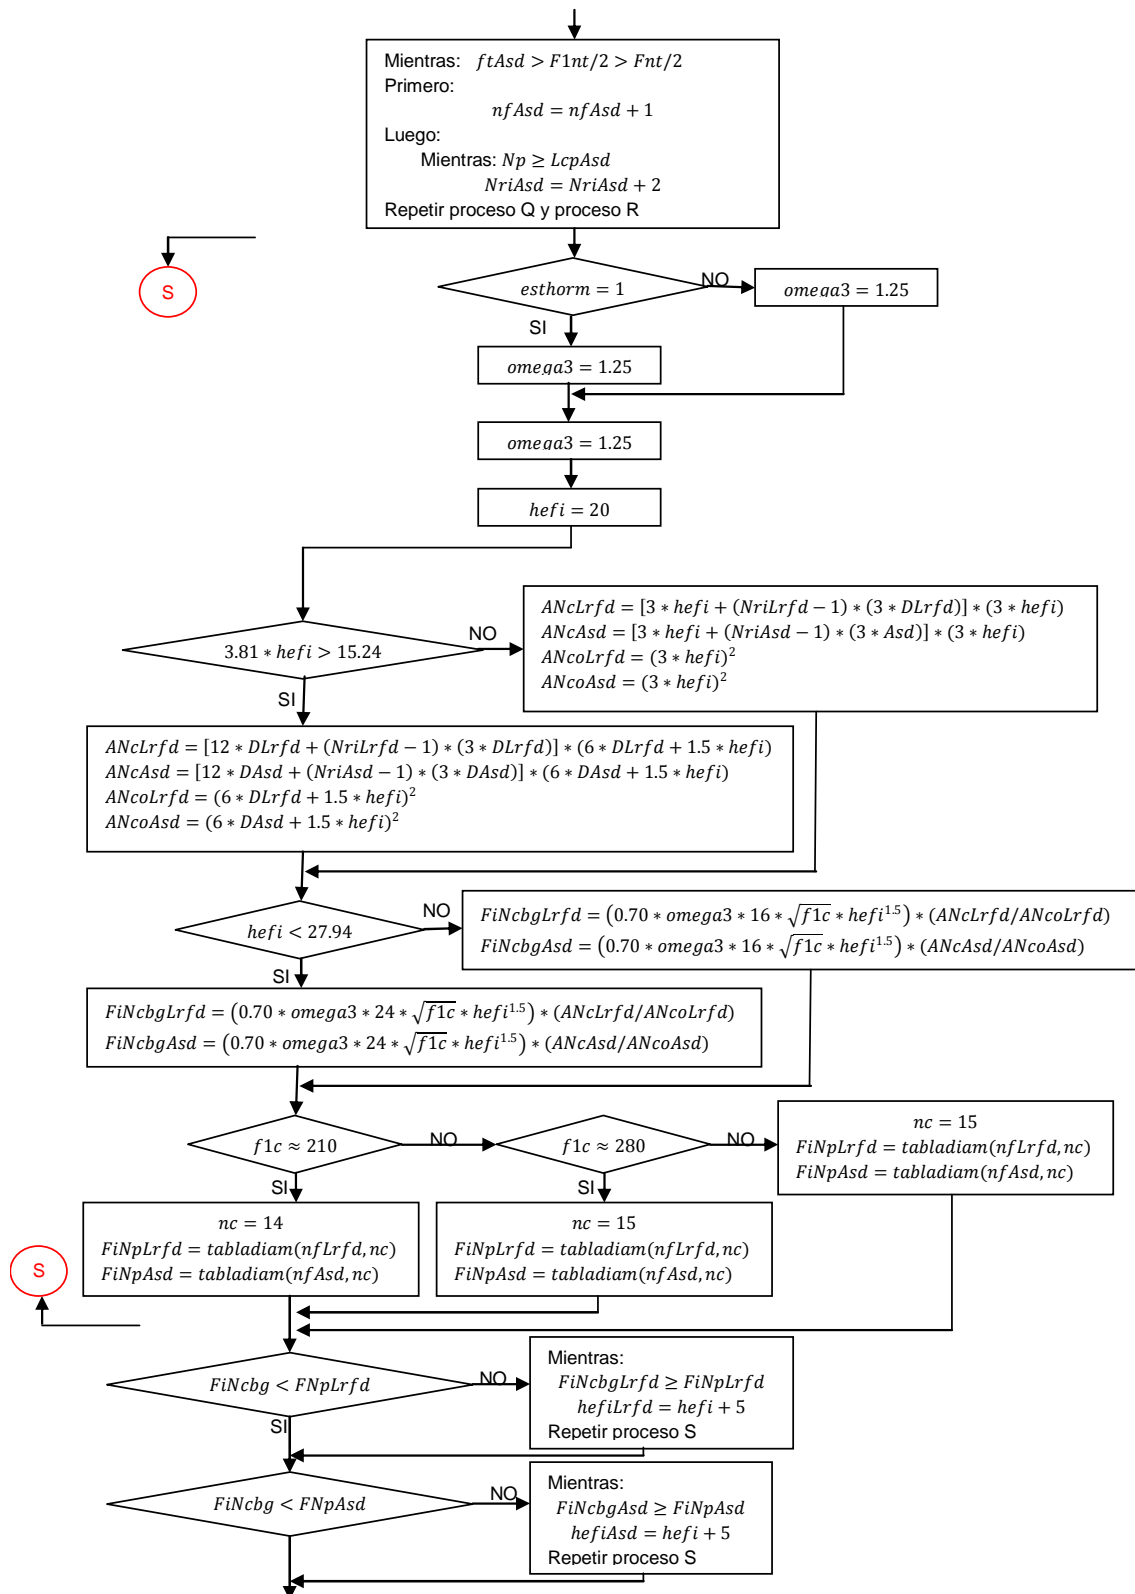 Mientras: ftAsd > F1nt/2 > Fnt/2
Primero:
nfAsd = nfAsd + 1
Luego:
Mientras: Np ≥ LcpAsd
NriAsd = NriAsd + 2
Repetir proceso Q y proceso R
S
esthorm = 1
NO
omega3 = 1.25
SI
omega3 = 1.25
omega3 = 1.25
hefi = 20
3.81 * hefi > 15.24
NO
ANcLrfd = [3 * hefi + (NriLrfd − 1) * (3 * DLrfd)] * (3 * hefi)
ANcAsd = [3 * hefi + (NriAsd − 1) * (3 * Asd)] * (3 * hefi)
ANcoLrfd = (3 * hefi)²
ANcoAsd = (3 * hefi)²
SI
ANcLrfd = [12 * DLrfd + (NriLrfd − 1) * (3 * DLrfd)] * (6 * DLrfd + 1.5 * hefi)
ANcAsd = [12 * DAsd + (NriAsd − 1) * (3 * DAsd)] * (6 * DAsd + 1.5 * hefi)
ANcoLrfd = (6 * DLrfd + 1.5 * hefi)²
ANcoAsd = (6 * DAsd + 1.5 * hefi)²
hefi < 27.94
NO
FiNcbgLrfd = (0.70 * omega3 * 16 * √f1c * hefi^1.5) * (ANcLrfd/ANcoLrfd)
FiNcbgAsd = (0.70 * omega3 * 16 * √f1c * hefi^1.5) * (ANcAsd/ANcoAsd)
SI
FiNcbgLrfd = (0.70 * omega3 * 24 * √f1c * hefi^1.5) * (ANcLrfd/ANcoLrfd)
FiNcbgAsd = (0.70 * omega3 * 24 * √f1c * hefi^1.5) * (ANcAsd/ANcoAsd)
f1c ≈ 210
NO
f1c ≈ 280
NO
nc = 15
FiNpLrfd = tabladiam(nfLrfd, nc)
FiNpAsd = tabladiam(nfAsd, nc)
SI
SI
nc = 14
FiNpLrfd = tabladiam(nfLrfd, nc)
FiNpAsd = tabladiam(nfAsd, nc)
nc = 15
FiNpLrfd = tabladiam(nfLrfd, nc)
FiNpAsd = tabladiam(nfAsd, nc)
S
FiNcbg < FNpLrfd
NO
Mientras:
FiNcbgLrfd ≥ FiNpLrfd
hefiLrfd = hefi + 5
Repetir proceso S
SI
FiNcbg < FNpAsd
NO
Mientras:
FiNcbgAsd ≥ FiNpAsd
hefiAsd = hefi + 5
Repetir proceso S